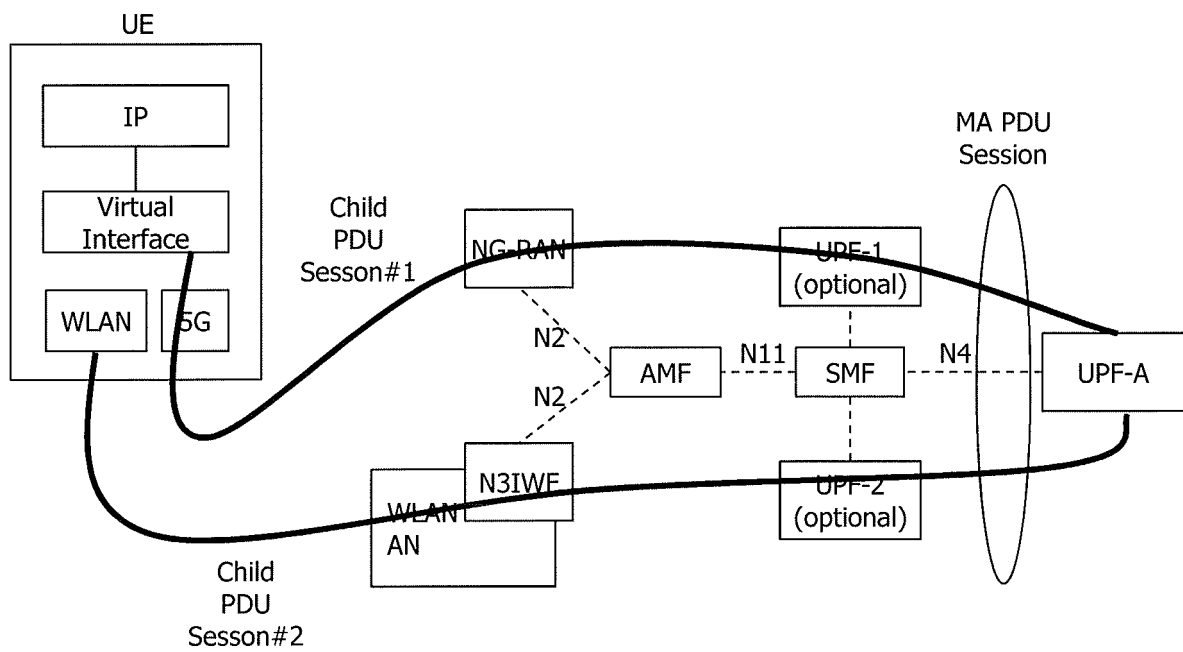 UE
IP
Virtual
Interface
WLAN
5G
Child
PDU
Sesson#1
NG-RAN
UPF-1
(optional)
MA PDU
Session
N2
N2
AMF
N11
SMF
N4
UPF-A
N3IWF
WLAN
AN
UPF-2
(optional)
Child
PDU
Sesson#2